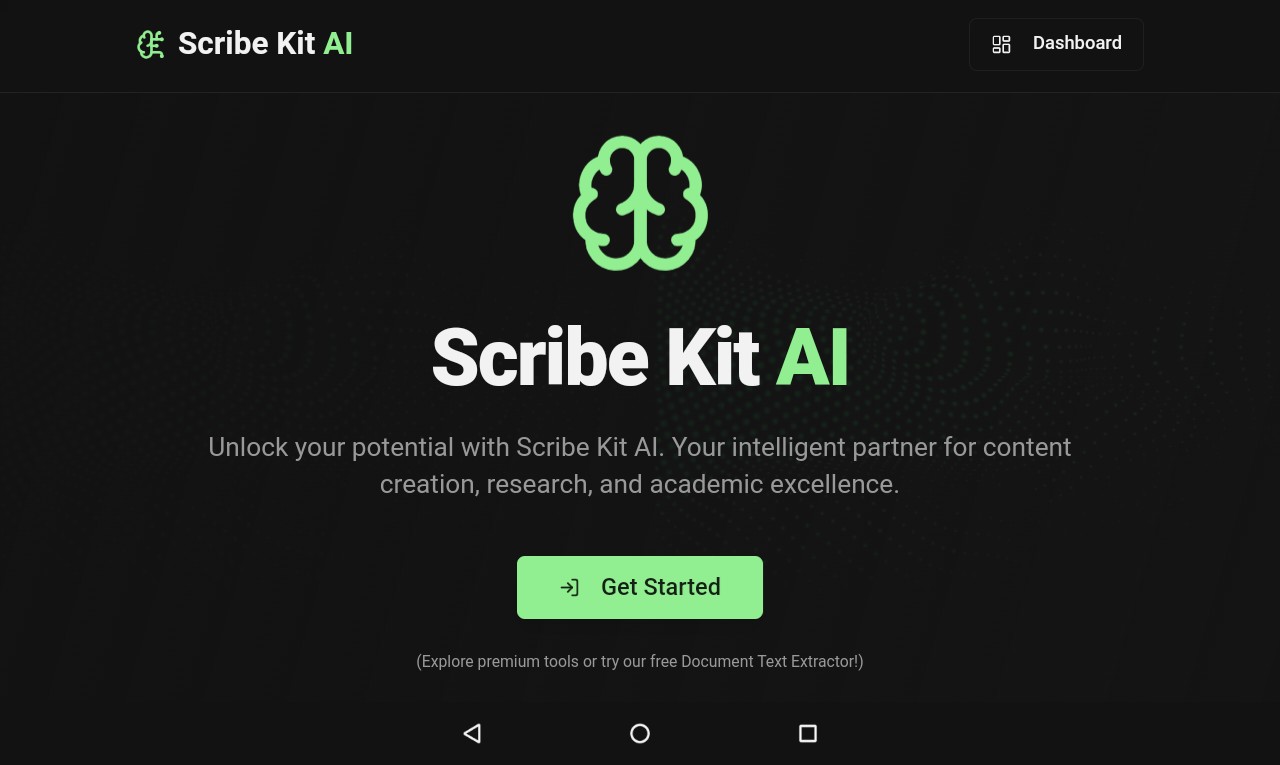 Scribe Kit AI
Dashboard
Scribe Kit AI
Unlock your potential with Scribe Kit AI. Your intelligent partner for content
creation, research, and academic excellence.
Get Started
(Explore premium tools or try our free Document Text Extractor!)